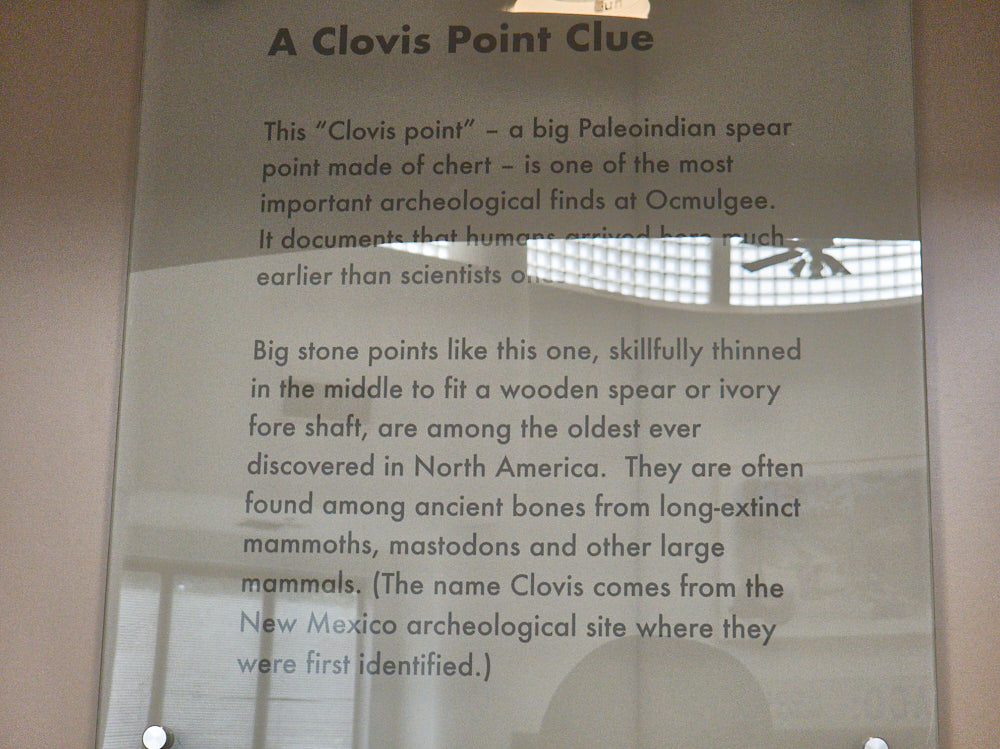 A Clovis Point Clue
This “Clovis point” – a big Paleoindian spear
point made of chert – is one of the most
important archeological finds at Ocmulgee.
It documents that humans arrived here much
earlier than scientists once
Big stone points like this one, skillfully thinned
in the middle to fit a wooden spear or ivory
fore shaft, are among the oldest ever
discovered in North America.  They are often
found among ancient bones from long-extinct
mammoths, mastodons and other large
mammals. (The name Clovis comes from the
New Mexico archeological site where they
were first identified.)